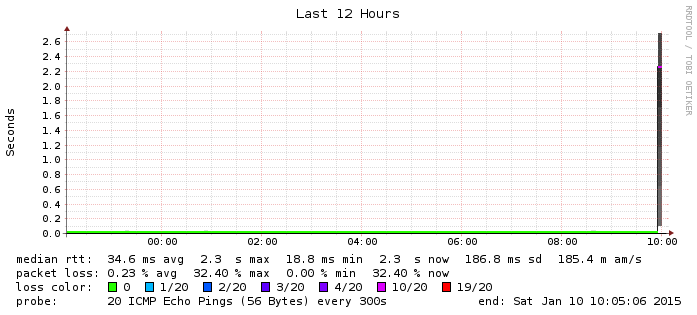 Last 12 Hours
RRDTOOL / TOBI OETIKER
Seconds
2.6
2.4
2.2
2.0
1.8
1.6
1.4
1.2
1.0
0.8
0.6
0.4
0.2
0.0
00:00 02:00 04:00 06:00 08:00 10:00
median rtt: 34.6 ms avg 2.3 s max 18.8 ms min 2.3 s now 186.8 ms sd 185.4 m am/s
packet loss: 0.23 % avg 32.40 % max 0.00 % min 32.40 % now
loss color: 0 1/20 2/20 3/20 4/20 10/20 19/20
probe: 20 ICMP Echo Pings (56 Bytes) every 300s end: Sat Jan 10 10:05:06 2015